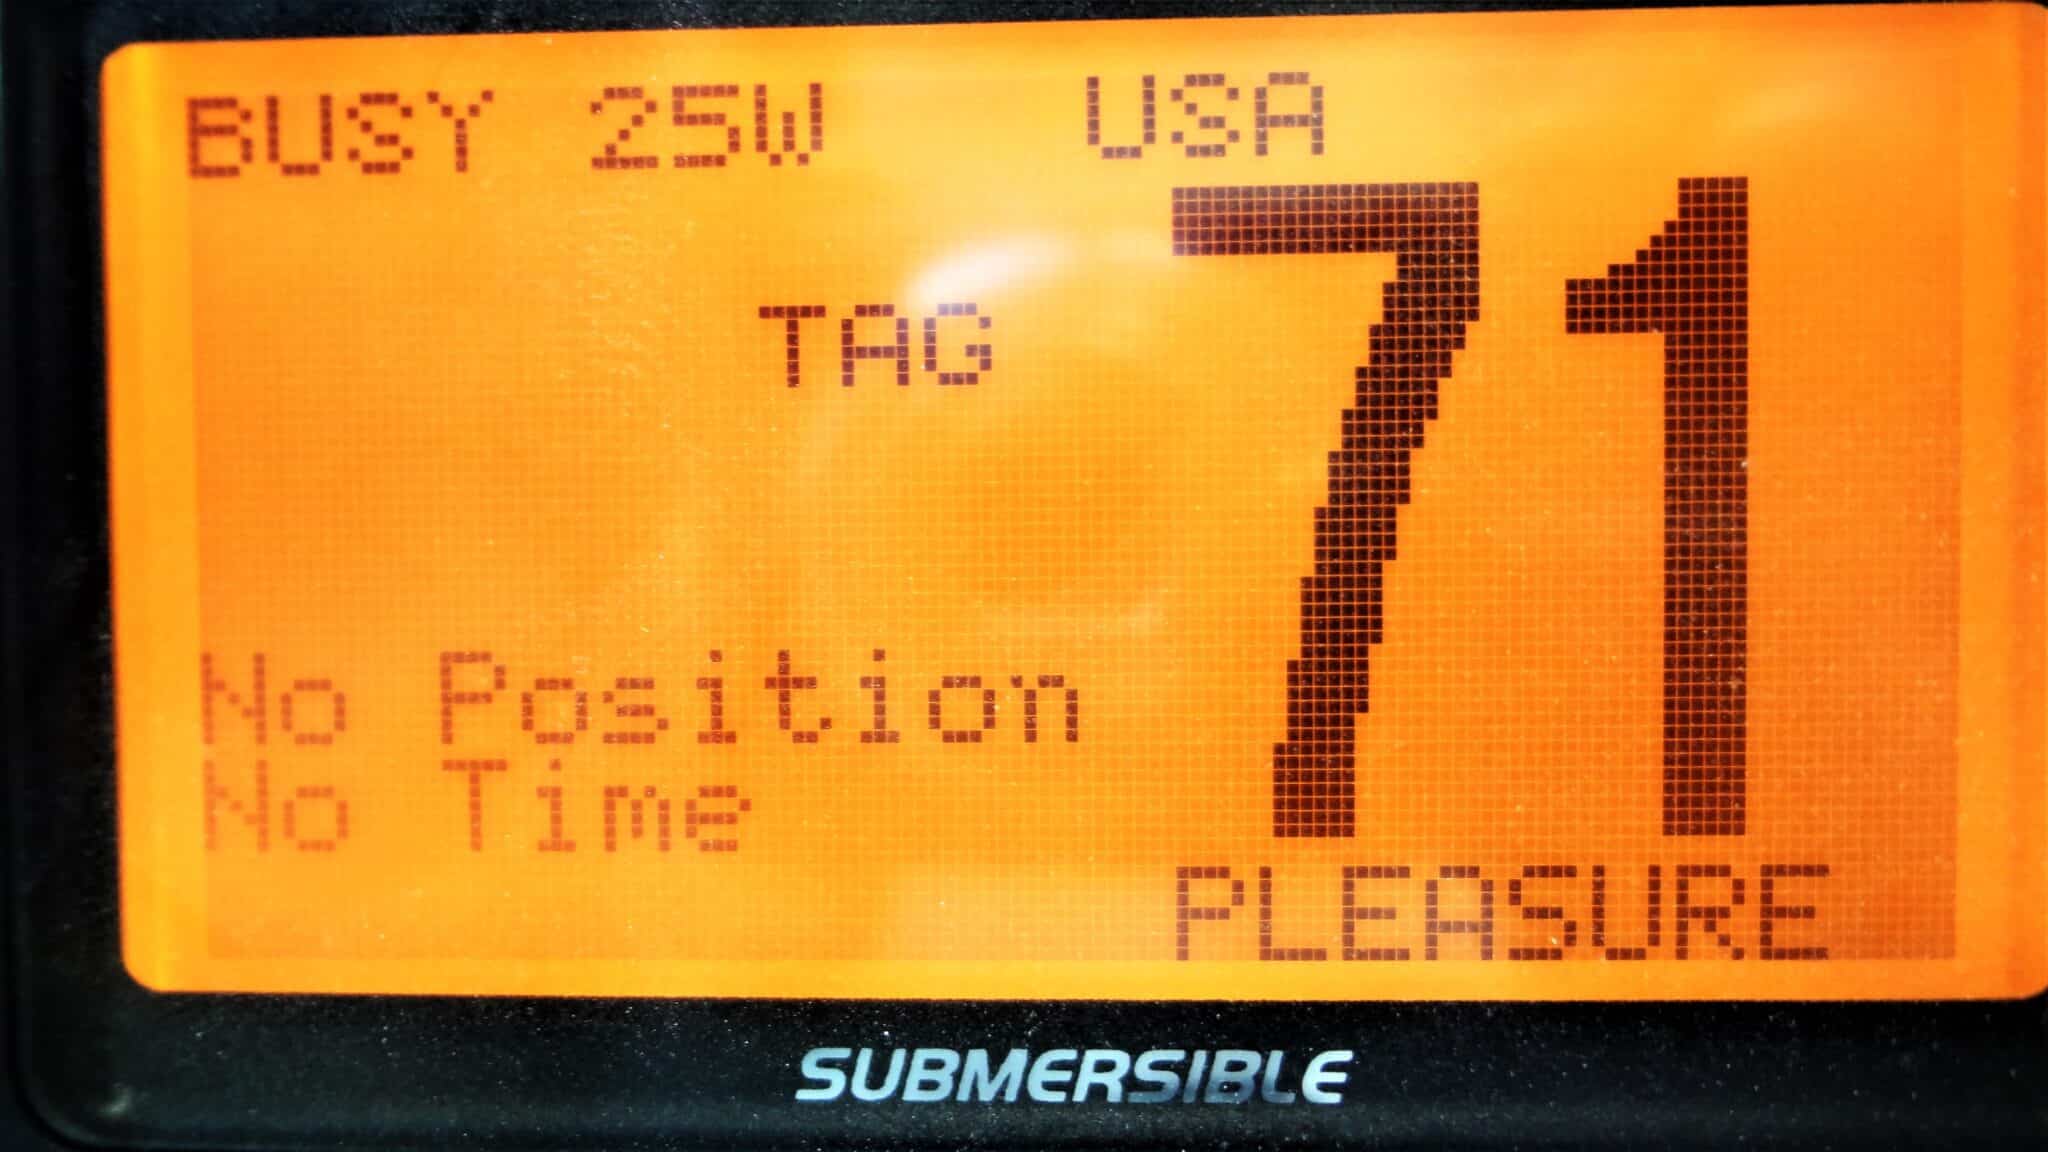 BUSY 25W USA
TAG
71
No Position
No Time
PLEASURE
SUBMERSIBLE